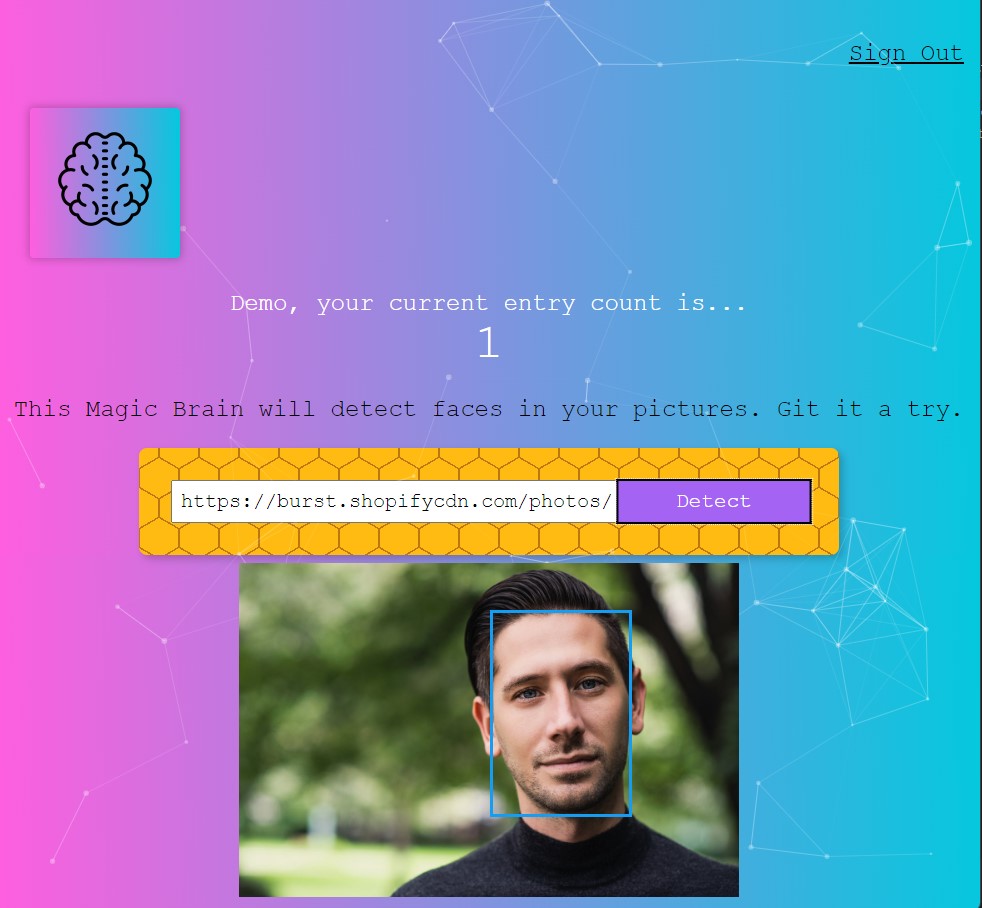 Sign Out
Demo, your current entry count is...
1
This Magic Brain will detect faces in your pictures. Git it a try.
https://burst.shopifycdn.com/photos/ Detect